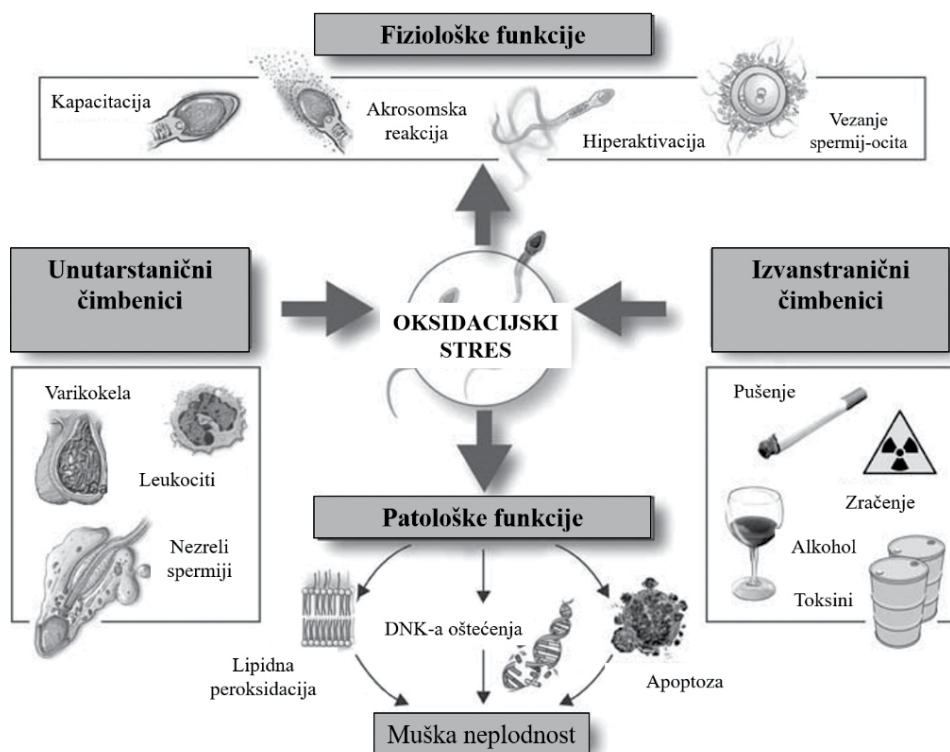 Fiziološke funkcije
Kapacitacija
Akrosomska
reakcija
Hiperaktivacija
Vezanje
spermij-ocita
Unutarstanični
čimbenici
Izvanstranični
čimbenici
OKSIDACIJSKI
STRES
Varikokela
Leukociti
Nezreli
spermiji
Pušenje
Zračenje
Alkohol
Toksini
Patološke funkcije
Lipidna
peroksidacija
DNK-a oštećenja
Apoptoza
Muška neplodnost